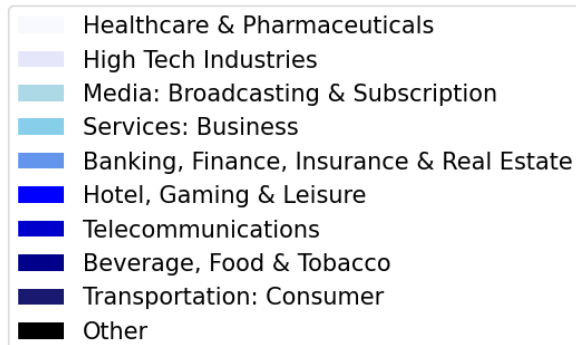 Healthcare & Pharmaceuticals
High Tech Industries
Media: Broadcasting & Subscription
Services: Business
Banking, Finance, Insurance & Real Estate
Hotel, Gaming & Leisure
Telecommunications
Beverage, Food & Tobacco
Transportation: Consumer
Other